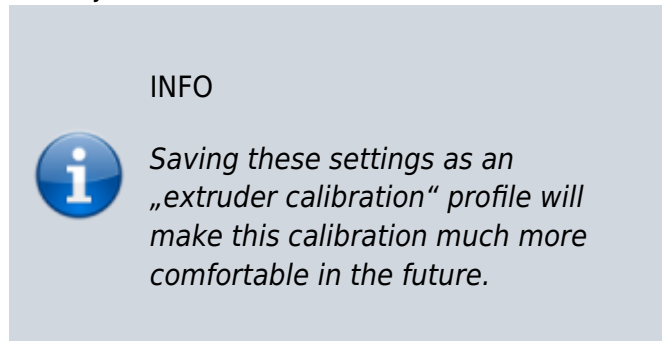 INFO
Saving these settings as an
„extruder calibration“ profile will
make this calibration much more
comfortable in the future.